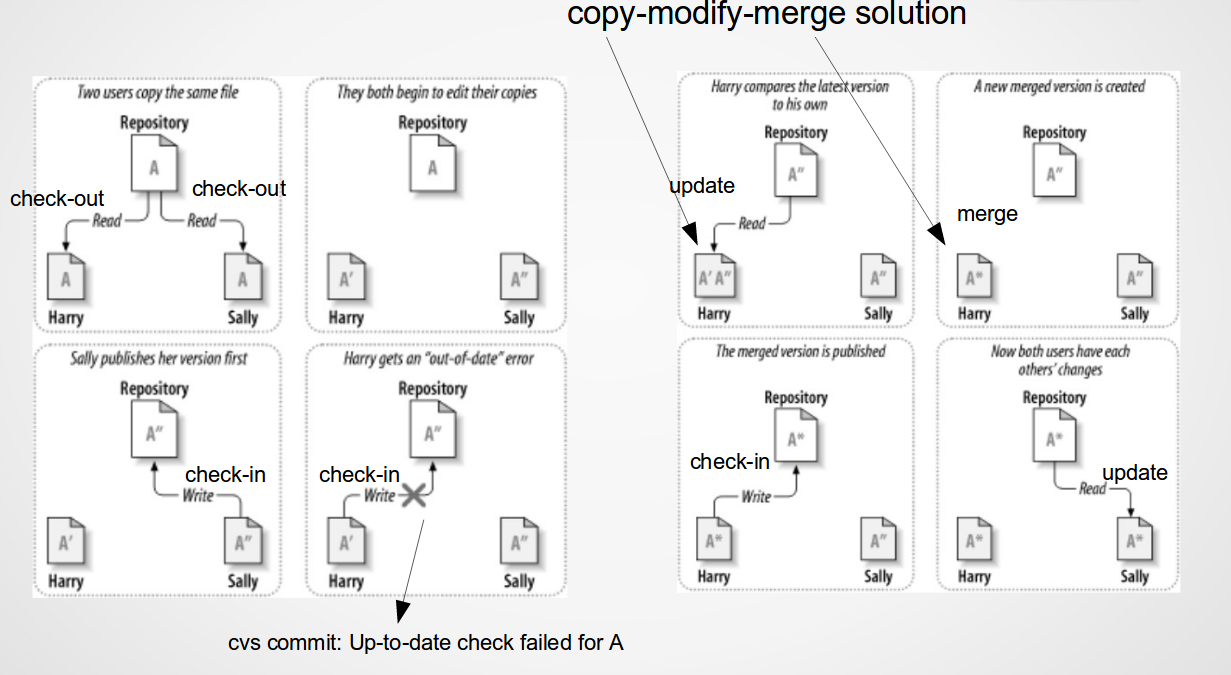 copy-modify-merge solution
Two users copy the same file
Repository
A
check-out
check-out
Read
Read
A
A
Harry
Sally
They both begin to edit their copies
Repository
A
A′
A″
Harry
Sally
Sally publishes her version first
Repository
A″
check-in
Write
A′
A″
Harry
Sally
Harry gets an “out-of-date” error
Repository
A″
check-in
Write
A′
A″
Harry
Sally
cvs commit: Up-to-date check failed for A
Harry compares the latest version
to his own
Repository
A″
update
Read
A′ A″
A″
Harry
Sally
A new merged version is created
Repository
A″
merge
A*
A″
Harry
Sally
The merged version is published
Repository
A*
check-in
Write
A*
A″
Harry
Sally
Now both users have each
others’ changes
Repository
A*
update
Read
A*
A*
Harry
Sally